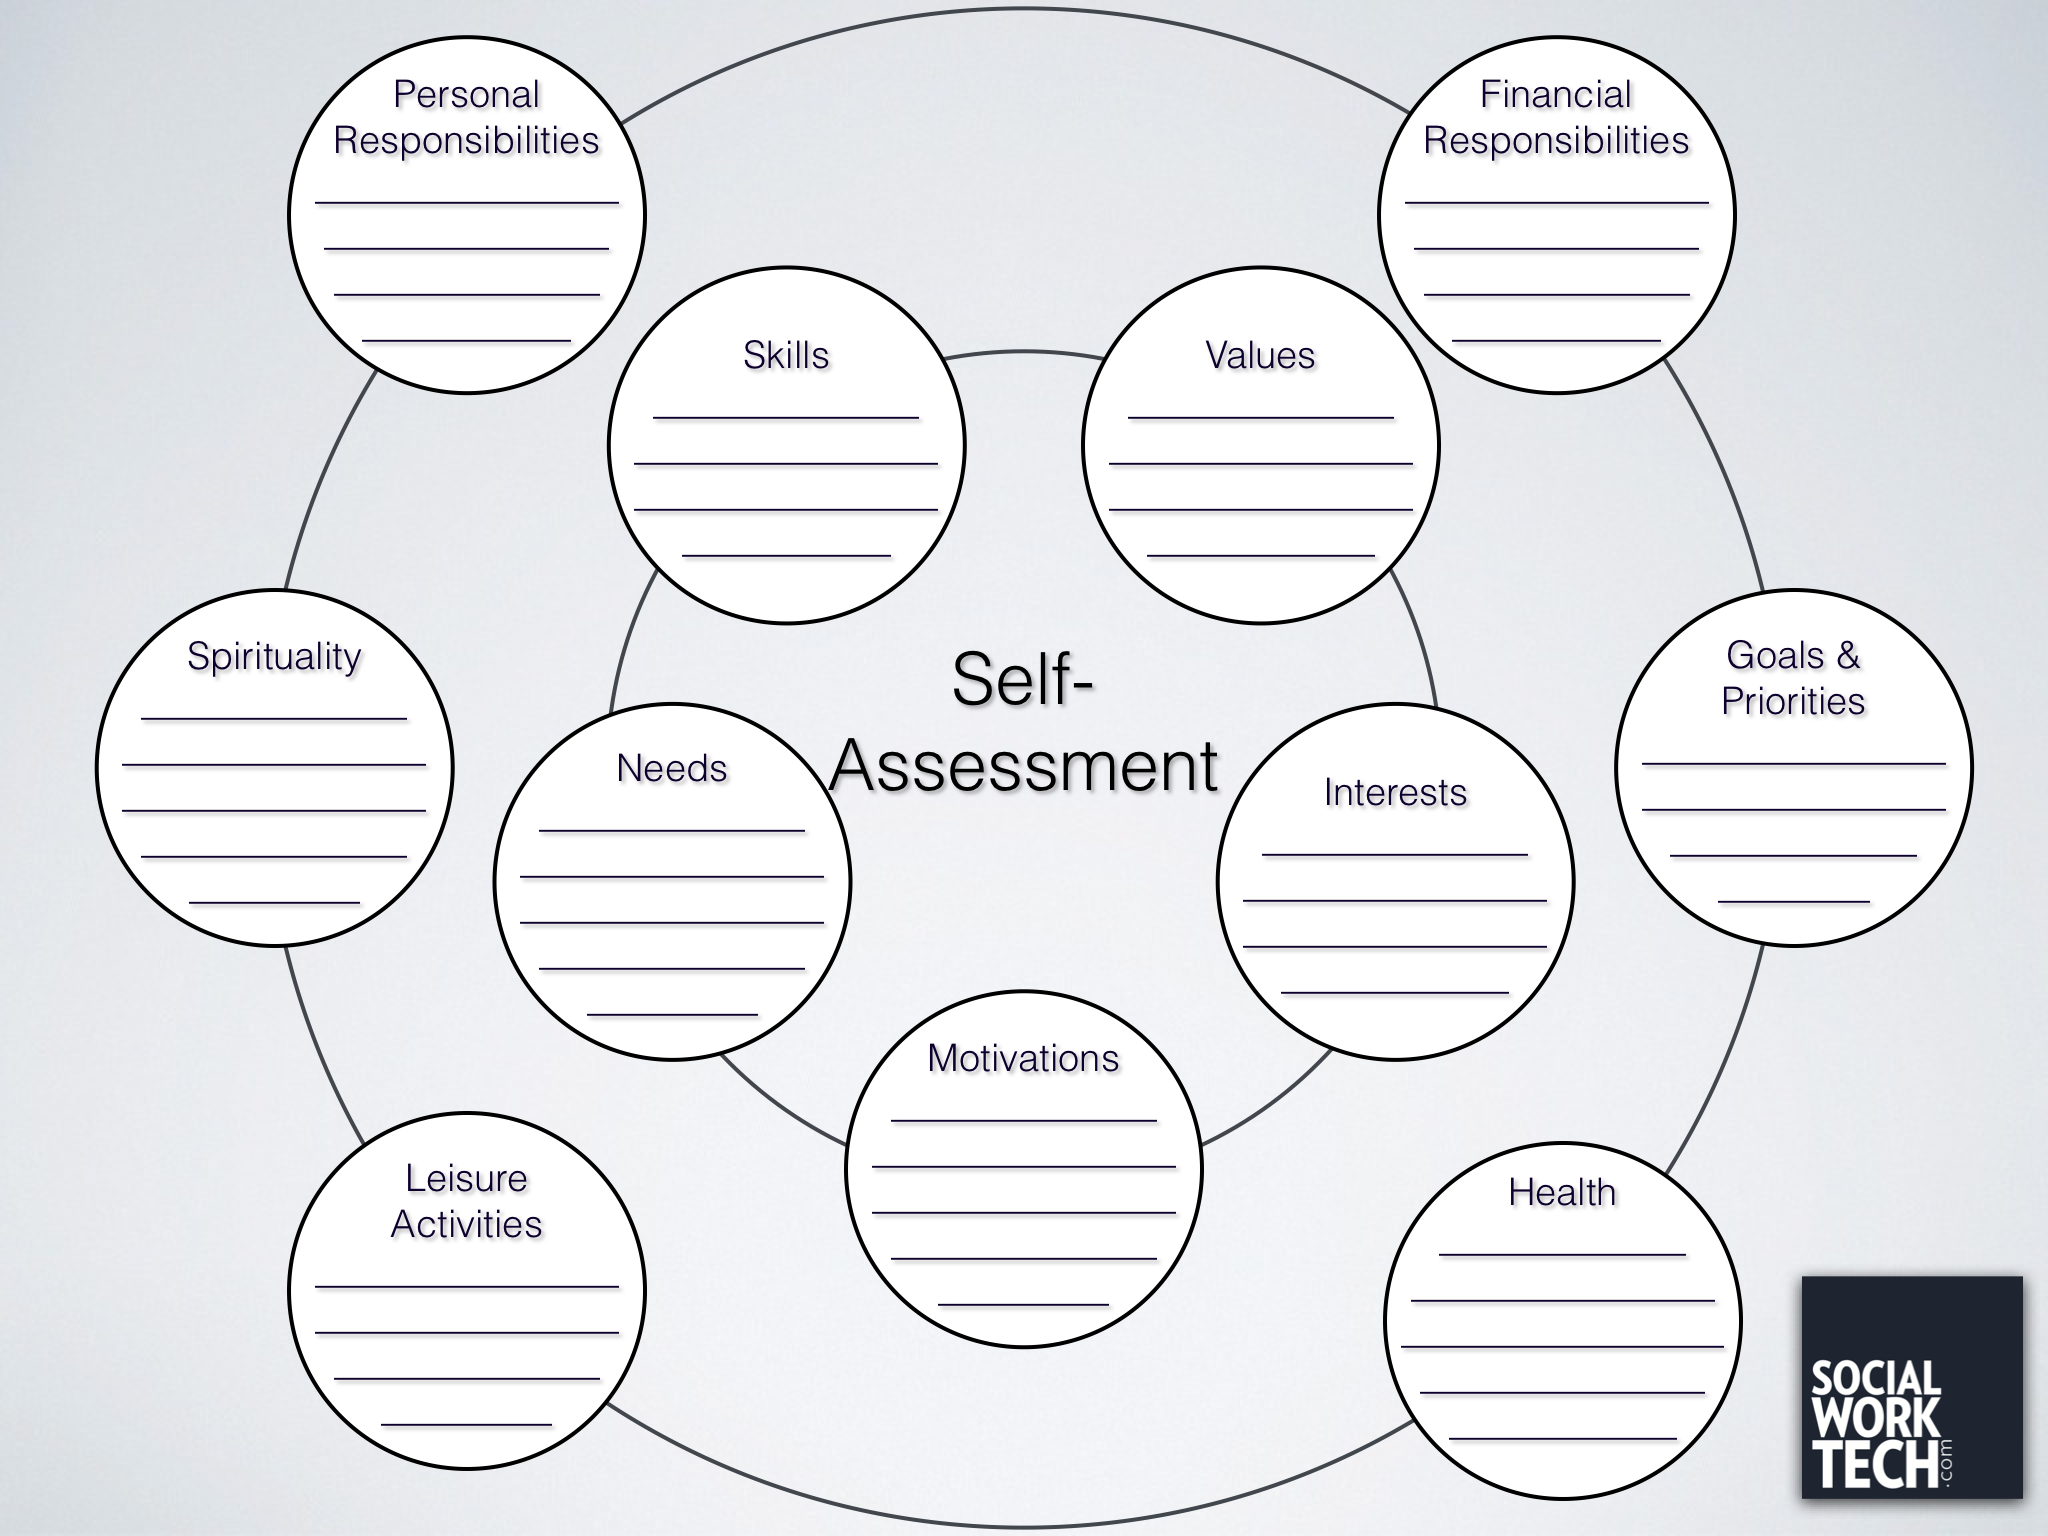 Personal
Responsibilities
Financial
Responsibilities
Skills
Values
Self-
Assessment
Spirituality
Goals &
Priorities
Needs
Interests
Motivations
Leisure
Activities
Health
SOCIAL
WORK
TECH.com